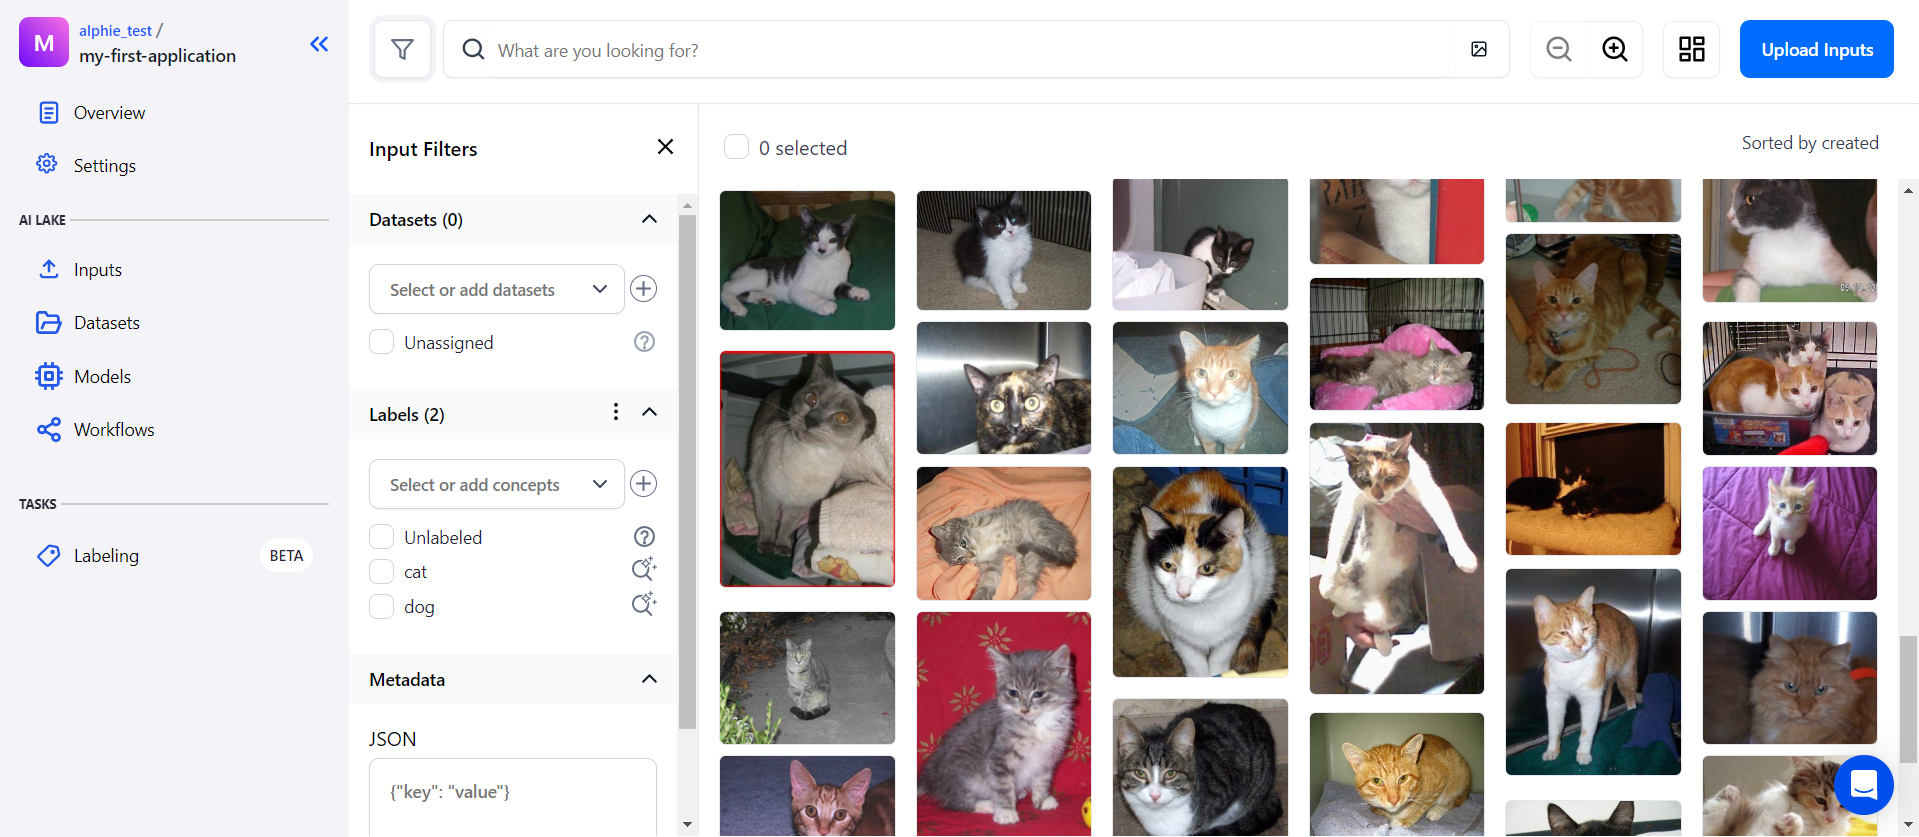 M
alphie_test /
my-first-application
Overview
Settings
AI LAKE
Inputs
Datasets
Models
Workflows
TASKS
Labeling
BETA
What are you looking for?
Upload Inputs
Input Filters
Datasets (0)
Select or add datasets
Unassigned
Labels (2)
Select or add concepts
Unlabeled
cat
dog
Metadata
JSON
{"key": "value"}
0 selected
Sorted by created